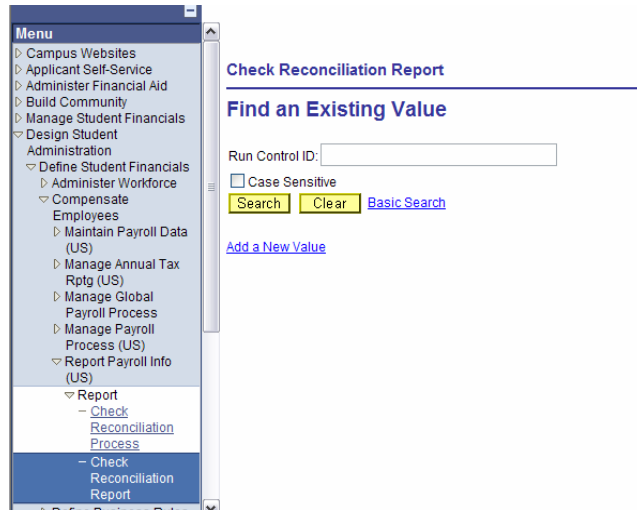 Menu
Campus Websites
Applicant Self-Service
Administer Financial Aid
Build Community
Manage Student Financials
Design Student
Administration
Define Student Financials
Administer Workforce
Compensate
Employees
Maintain Payroll Data
(US)
Manage Annual Tax
Rptg (US)
Manage Global
Payroll Process
Manage Payroll
Process (US)
Report Payroll Info
(US)
Report
– Check
Reconciliation
Process
– Check
Reconciliation
Report
Define Business Rules
Check Reconciliation Report
Find an Existing Value
Run Control ID:
Case Sensitive
Search Clear Basic Search
Add a New Value